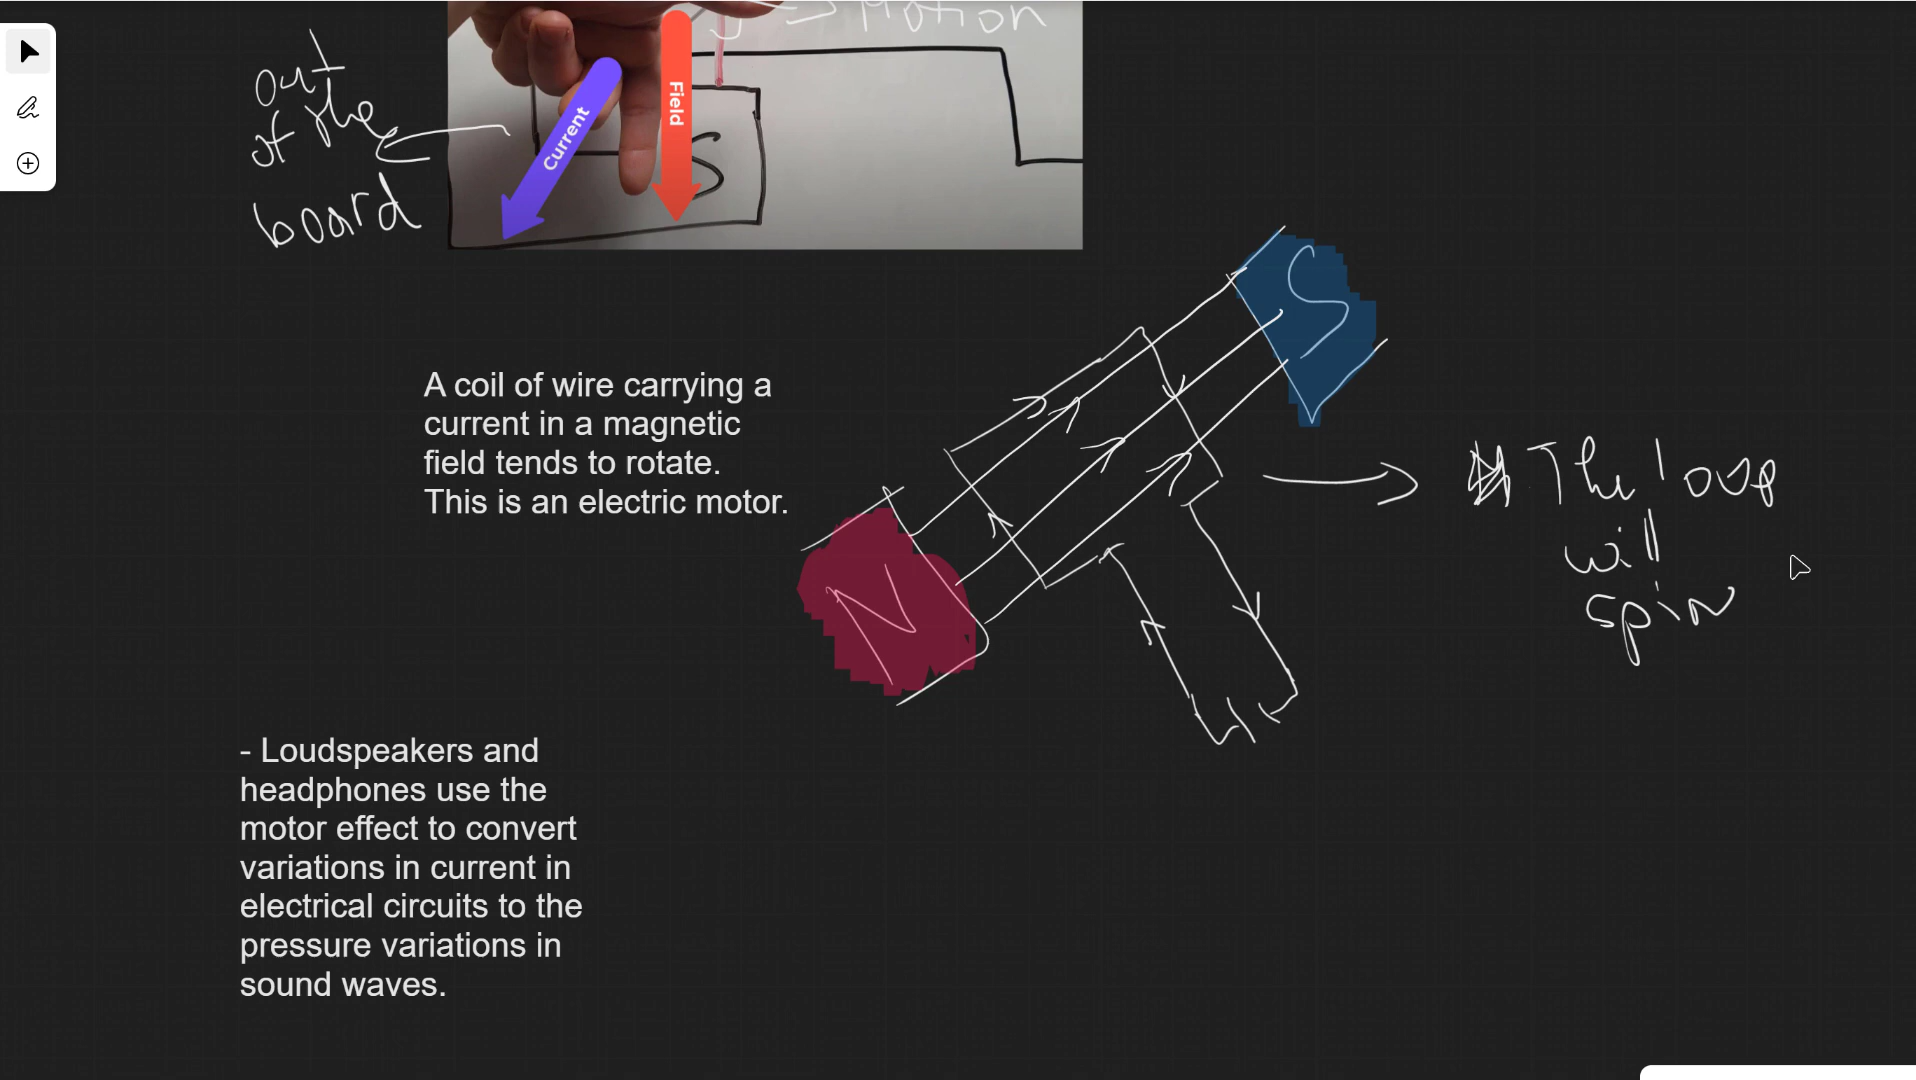 Motion
out
of the
board
Current
Field
S
S
A coil of wire carrying a
current in a magnetic
field tends to rotate.
This is an electric motor.
The loop
will
spin
N
- Loudspeakers and
headphones use the
motor effect to convert
variations in current in
electrical circuits to the
pressure variations in
sound waves.